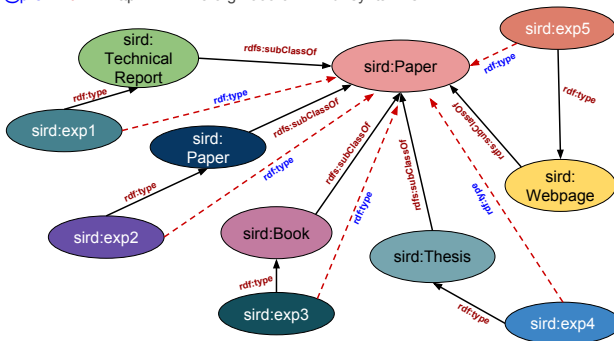 sird:
Technical
Report
rdfs:subClassOf
sird:Paper
sird:exp5
rdf:type
rdf:type
rdf:type
rdf:type
sird:exp1
sird:
Paper
rdfs:subClassOf
rdfs:subClassOf
sird:
Webpage
rdf:type
rdf:type
rdfs:subClassOf
rdfs:subClassOf
sird:exp2
sird:Book
rdf:type
rdf:type
sird:Thesis
rdf:type
sird:exp3
rdf:type
sird:exp4